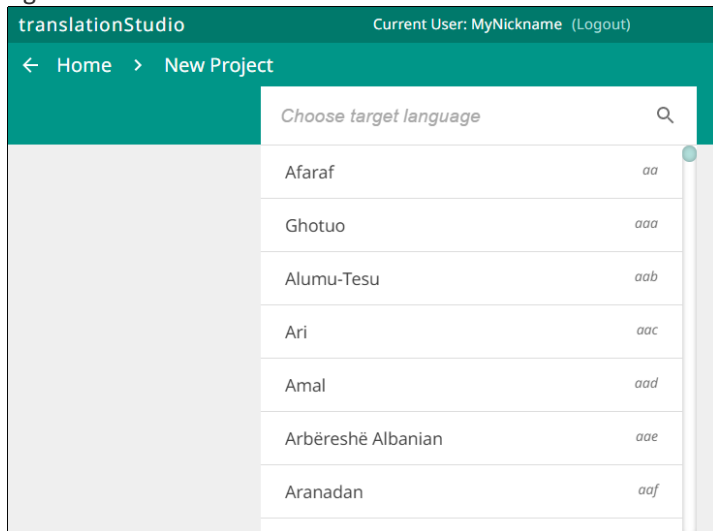 translationStudio Current User: MyNickname (Logout)
← Home > New Project
Choose target language
Afaraf aa
Ghotuo aaa
Alumu-Tesu aab
Ari aac
Amal aad
Arbëreshë Albanian aae
Aranadan aaf